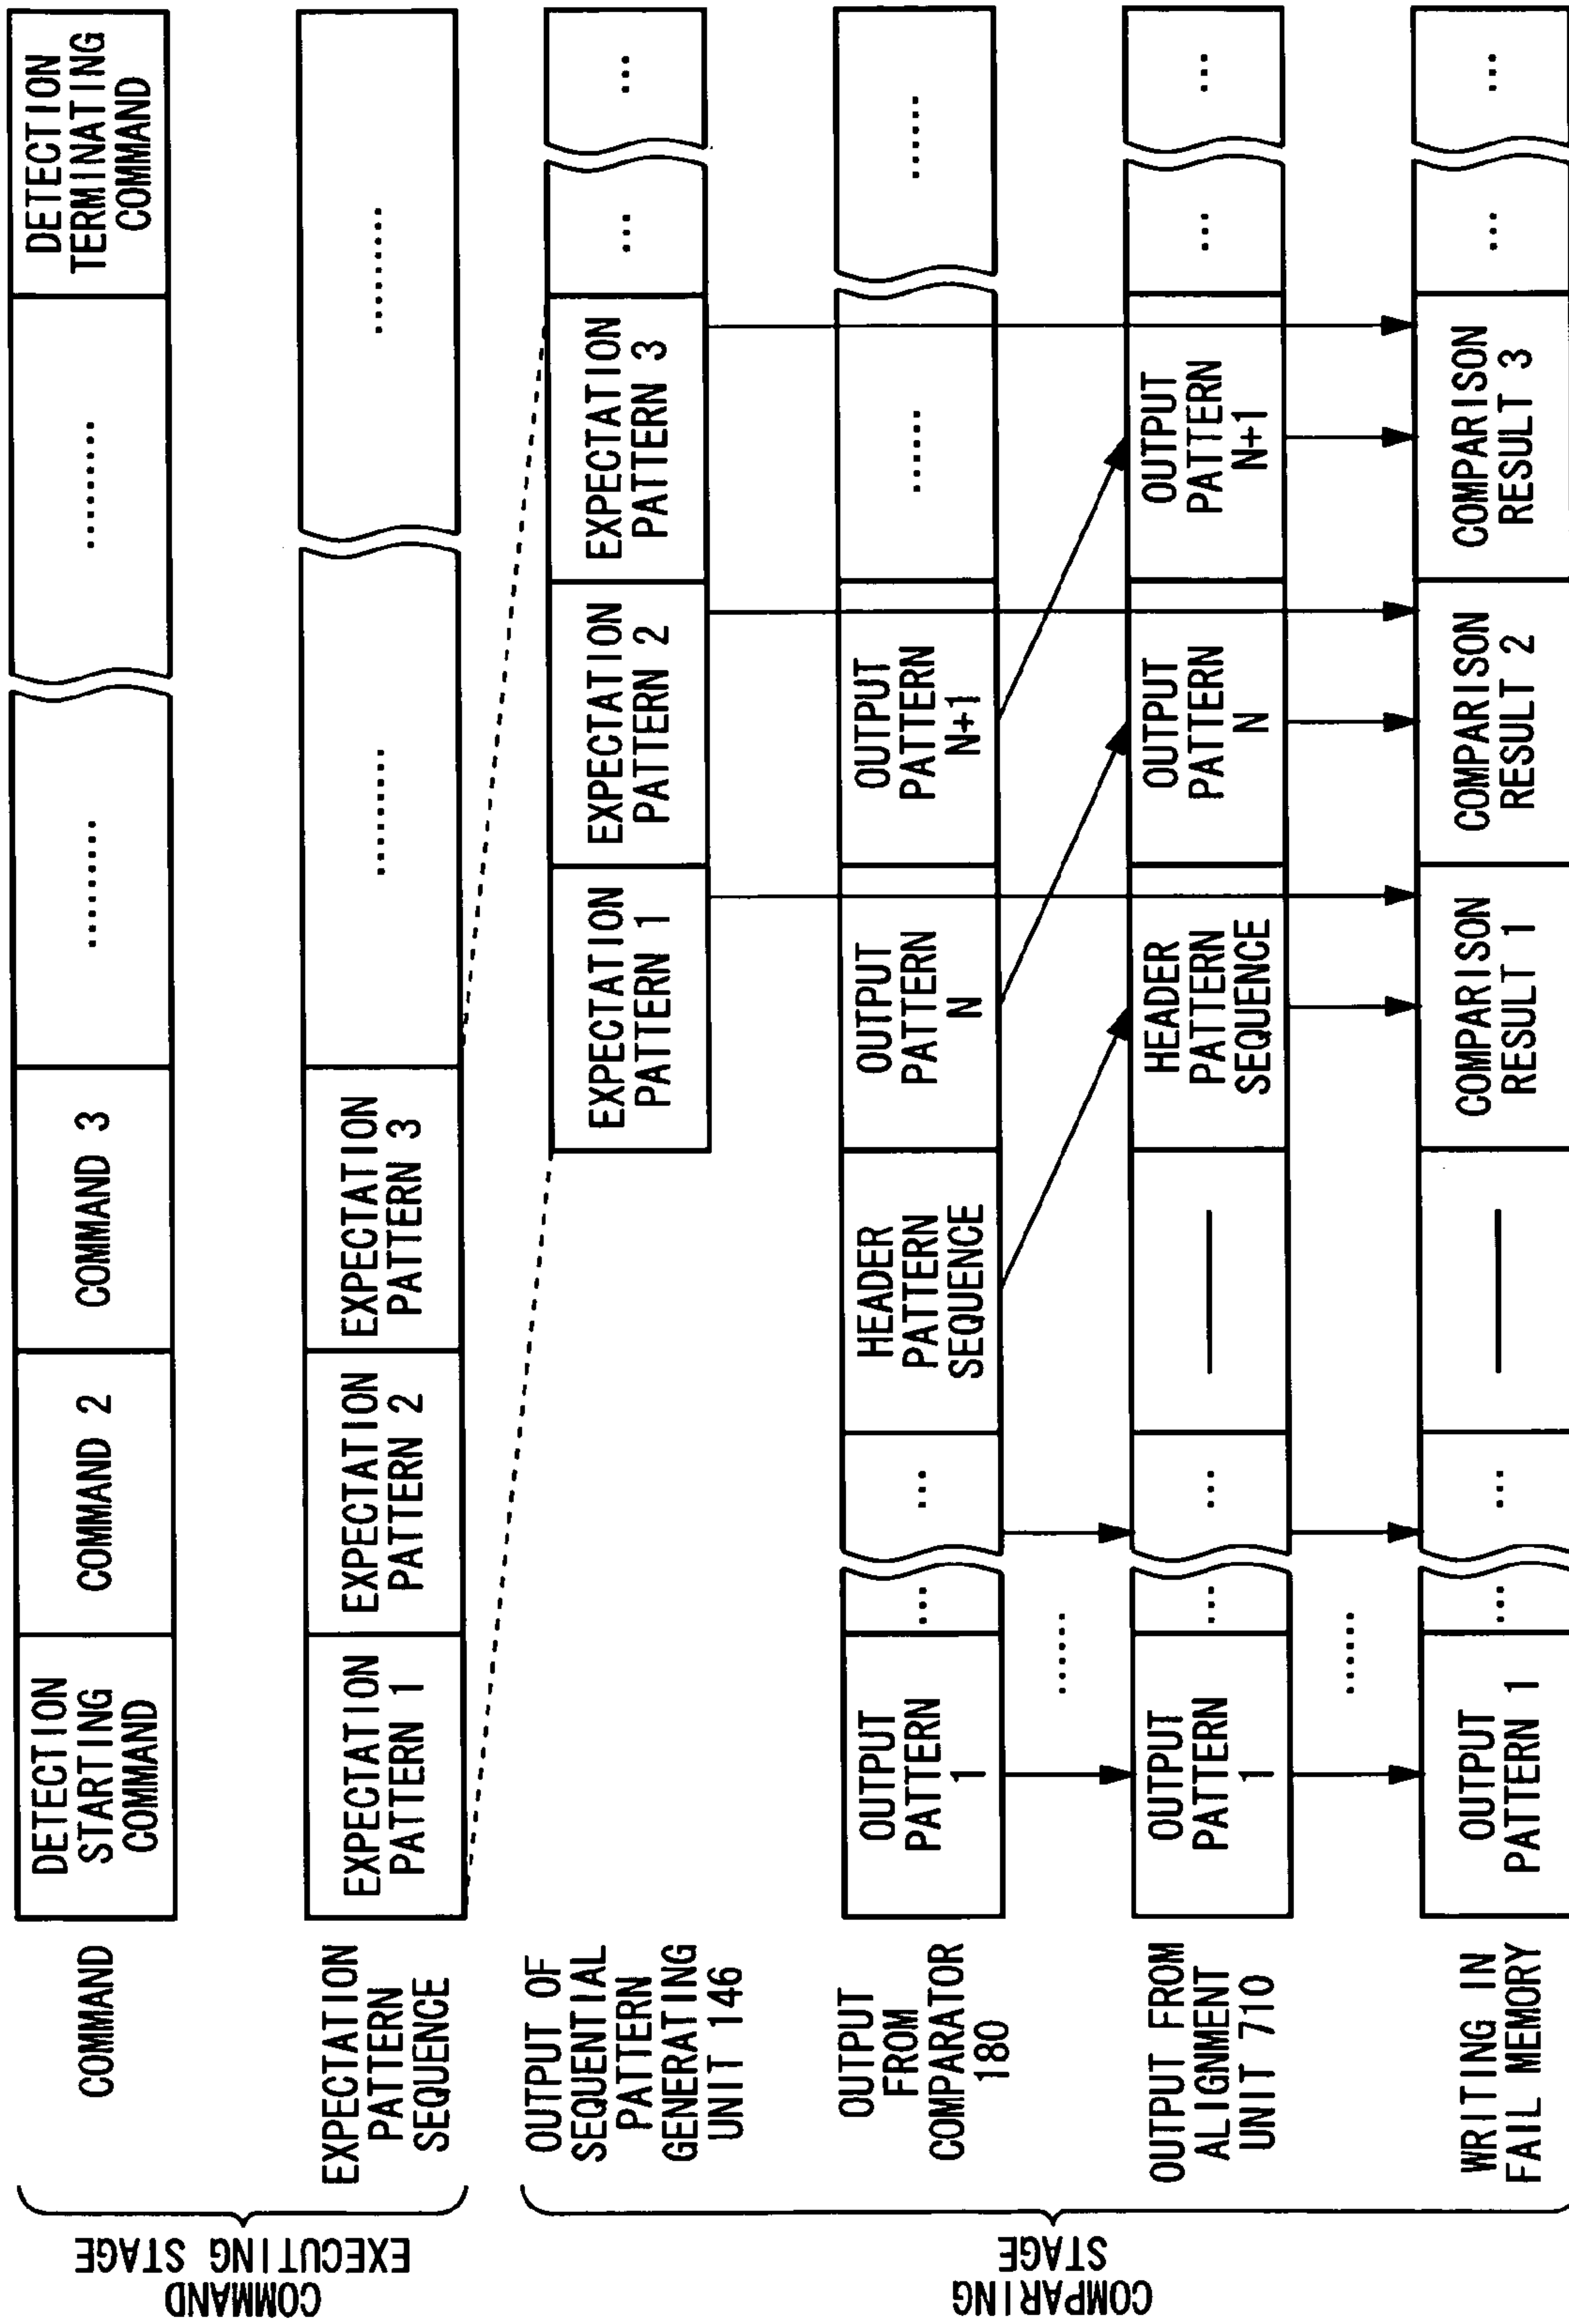 COMMAND
EXECUTING STAGE
COMMAND
DETECTION
STARTING
COMMAND
COMMAND 2
COMMAND 3
.........
.........
DETECTION
TERMINATING
COMMAND
EXPECTATION
PATTERN
SEQUENCE
EXPECTATION
PATTERN 1
EXPECTATION
PATTERN 2
EXPECTATION
PATTERN 3
.........
.........
COMPARING
STAGE
OUTPUT OF
SEQUENTIAL
PATTERN
GENERATING
UNIT 146
EXPECTATION
PATTERN 1
EXPECTATION
PATTERN 2
EXPECTATION
PATTERN 3
...
...
OUTPUT
FROM
COMPARATOR
180
OUTPUT
PATTERN
1
...
...
HEADER
PATTERN
SEQUENCE
OUTPUT
PATTERN
N
OUTPUT
PATTERN
N+1
......
......
......
OUTPUT FROM
ALIGNMENT
UNIT 710
OUTPUT
PATTERN
1
...
...
HEADER
PATTERN
SEQUENCE
OUTPUT
PATTERN
N
OUTPUT
PATTERN
N+1
...
...
......
WRITING IN
FAIL MEMORY
OUTPUT
PATTERN 1
...
...
COMPARISON
RESULT 1
COMPARISON
RESULT 2
COMPARISON
RESULT 3
...
...